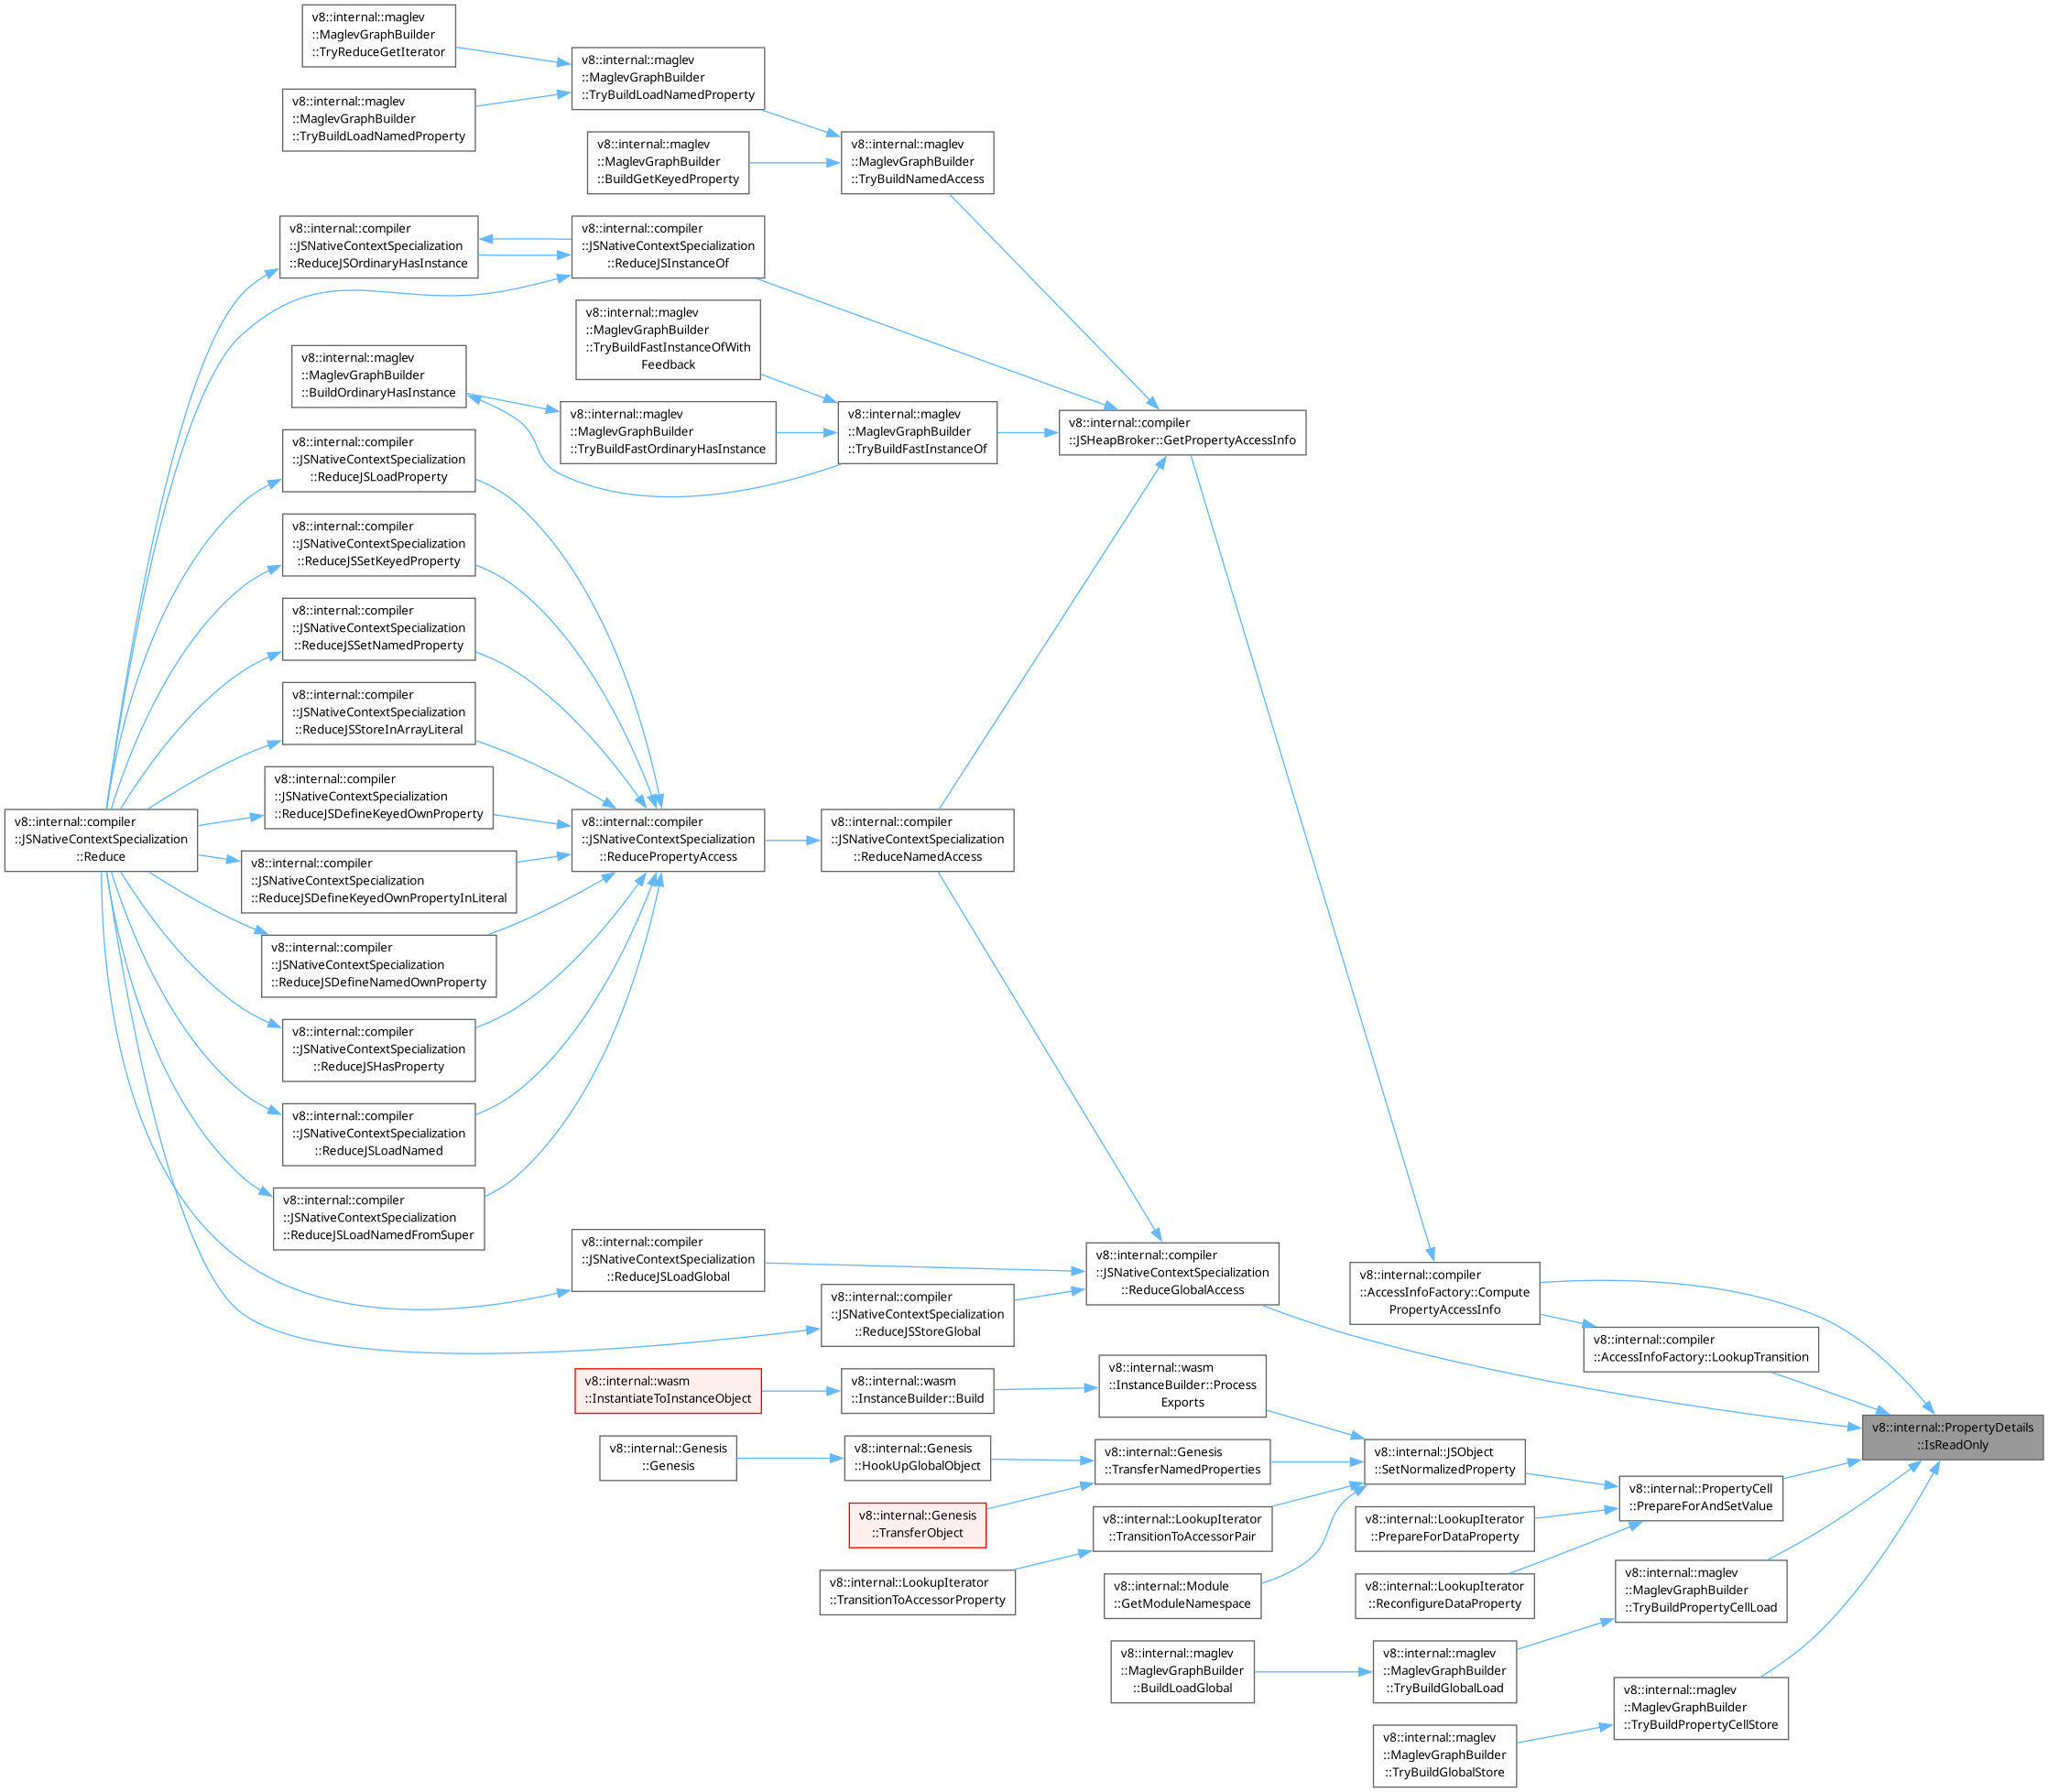 v8::internal::maglev
::MaglevGraphBuilder
::TryReduceGetIterator
v8::internal::maglev
::MaglevGraphBuilder
::TryBuildLoadNamedProperty
v8::internal::maglev
::MaglevGraphBuilder
::TryBuildLoadNamedProperty
v8::internal::maglev
::MaglevGraphBuilder
::BuildGetKeyedProperty
v8::internal::maglev
::MaglevGraphBuilder
::TryBuildNamedAccess
v8::internal::compiler
::JSNativeContextSpecialization
::ReduceJSOrdinaryHasInstance
v8::internal::compiler
::JSNativeContextSpecialization
::ReduceJSInstanceOf
v8::internal::maglev
::MaglevGraphBuilder
::TryBuildFastInstanceOfWith
Feedback
v8::internal::maglev
::MaglevGraphBuilder
::BuildOrdinaryHasInstance
v8::internal::maglev
::MaglevGraphBuilder
::TryBuildFastOrdinaryHasInstance
v8::internal::maglev
::MaglevGraphBuilder
::TryBuildFastInstanceOf
v8::internal::compiler
::JSHeapBroker::GetPropertyAccessInfo
v8::internal::compiler
::JSNativeContextSpecialization
::ReduceJSLoadProperty
v8::internal::compiler
::JSNativeContextSpecialization
::ReduceJSSetKeyedProperty
v8::internal::compiler
::JSNativeContextSpecialization
::ReduceJSSetNamedProperty
v8::internal::compiler
::JSNativeContextSpecialization
::ReduceJSStoreInArrayLiteral
v8::internal::compiler
::JSNativeContextSpecialization
::ReduceJSDefineKeyedOwnProperty
v8::internal::compiler
::JSNativeContextSpecialization
::Reduce
v8::internal::compiler
::JSNativeContextSpecialization
::ReducePropertyAccess
v8::internal::compiler
::JSNativeContextSpecialization
::ReduceNamedAccess
v8::internal::compiler
::JSNativeContextSpecialization
::ReduceJSDefineKeyedOwnPropertyInLiteral
v8::internal::compiler
::JSNativeContextSpecialization
::ReduceJSDefineNamedOwnProperty
v8::internal::compiler
::JSNativeContextSpecialization
::ReduceJSHasProperty
v8::internal::compiler
::JSNativeContextSpecialization
::ReduceJSLoadNamed
v8::internal::compiler
::JSNativeContextSpecialization
::ReduceJSLoadNamedFromSuper
v8::internal::compiler
::JSNativeContextSpecialization
::ReduceJSLoadGlobal
v8::internal::compiler
::JSNativeContextSpecialization
::ReduceJSStoreGlobal
v8::internal::compiler
::JSNativeContextSpecialization
::ReduceGlobalAccess
v8::internal::compiler
::AccessInfoFactory::Compute
PropertyAccessInfo
v8::internal::compiler
::AccessInfoFactory::LookupTransition
v8::internal::PropertyDetails
::IsReadOnly
v8::internal::wasm
::InstantiateToInstanceObject
v8::internal::wasm
::InstanceBuilder::Build
v8::internal::wasm
::InstanceBuilder::Process
Exports
v8::internal::Genesis
::Genesis
v8::internal::Genesis
::HookUpGlobalObject
v8::internal::Genesis
::TransferNamedProperties
v8::internal::JSObject
::SetNormalizedProperty
v8::internal::PropertyCell
::PrepareForAndSetValue
v8::internal::Genesis
::TransferObject
v8::internal::LookupIterator
::TransitionToAccessorPair
v8::internal::LookupIterator
::PrepareForDataProperty
v8::internal::LookupIterator
::TransitionToAccessorProperty
v8::internal::Module
::GetModuleNamespace
v8::internal::LookupIterator
::ReconfigureDataProperty
v8::internal::maglev
::MaglevGraphBuilder
::TryBuildPropertyCellLoad
v8::internal::maglev
::MaglevGraphBuilder
::BuildLoadGlobal
v8::internal::maglev
::MaglevGraphBuilder
::TryBuildGlobalLoad
v8::internal::maglev
::MaglevGraphBuilder
::TryBuildPropertyCellStore
v8::internal::maglev
::MaglevGraphBuilder
::TryBuildGlobalStore